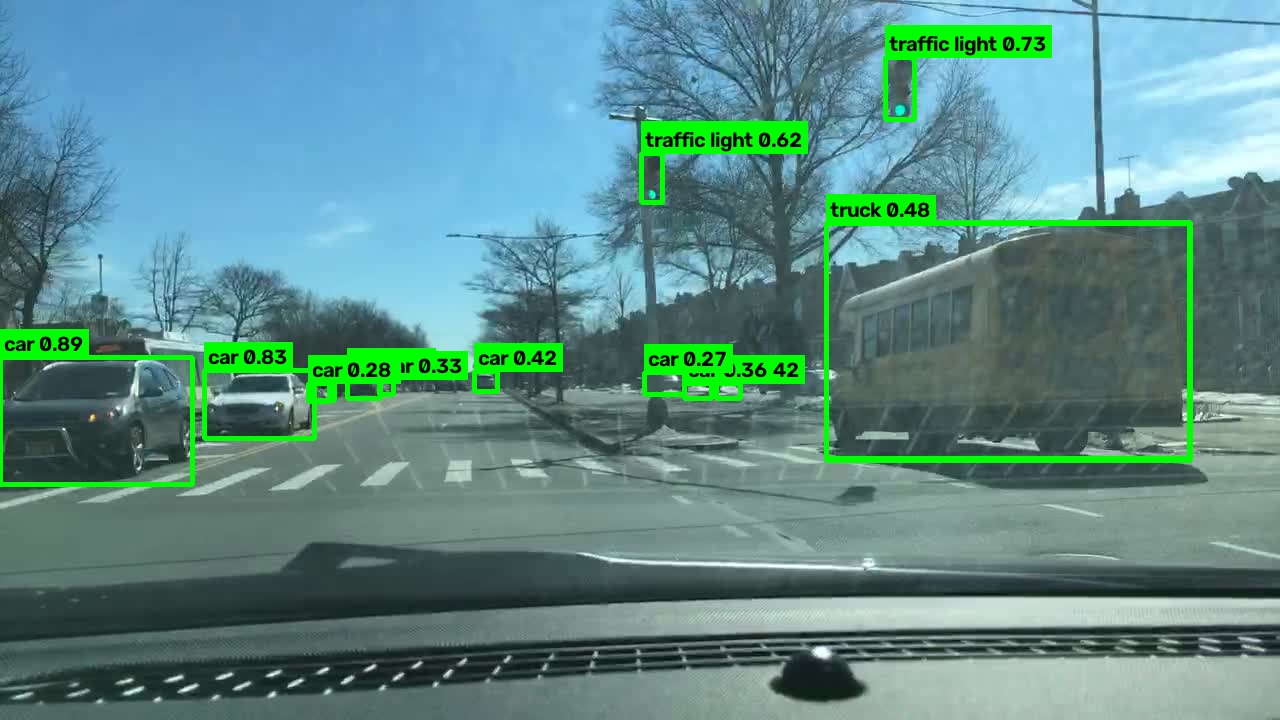 traffic light 0.73
traffic light 0.62
truck 0.48
car 0.89
car 0.83
car 0.28
0.33
car 0.42
car 0.27
0.36
42